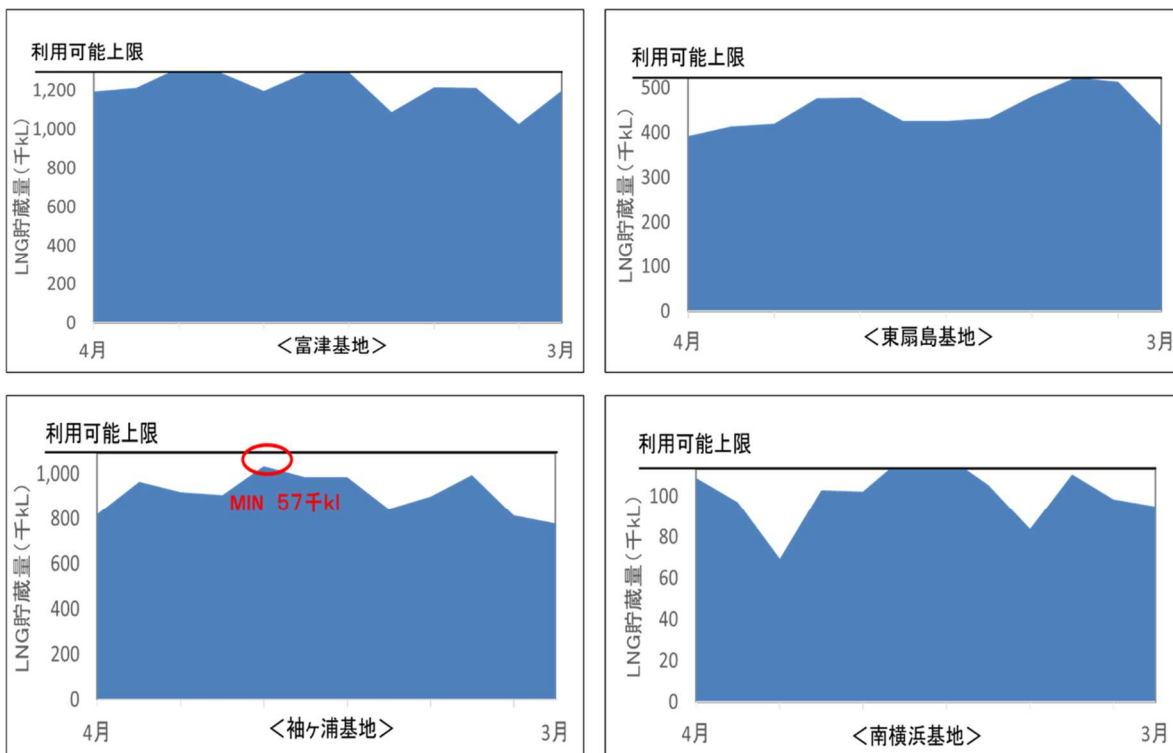 利用可能上限
LNG貯蔵量(千kL)
1,200
1,000
800
600
400
200
0
4月
<富津基地>
3月
利用可能上限
LNG貯蔵量(千kL)
500
400
300
200
100
0
4月
<東扇島基地>
3月
利用可能上限
LNG貯蔵量(千kL)
1,000
800
600
400
200
0
MIN 57千kl
4月
<袖ヶ浦基地>
3月
利用可能上限
LNG貯蔵量(千kL)
100
80
60
40
20
0
4月
<南横浜基地>
3月